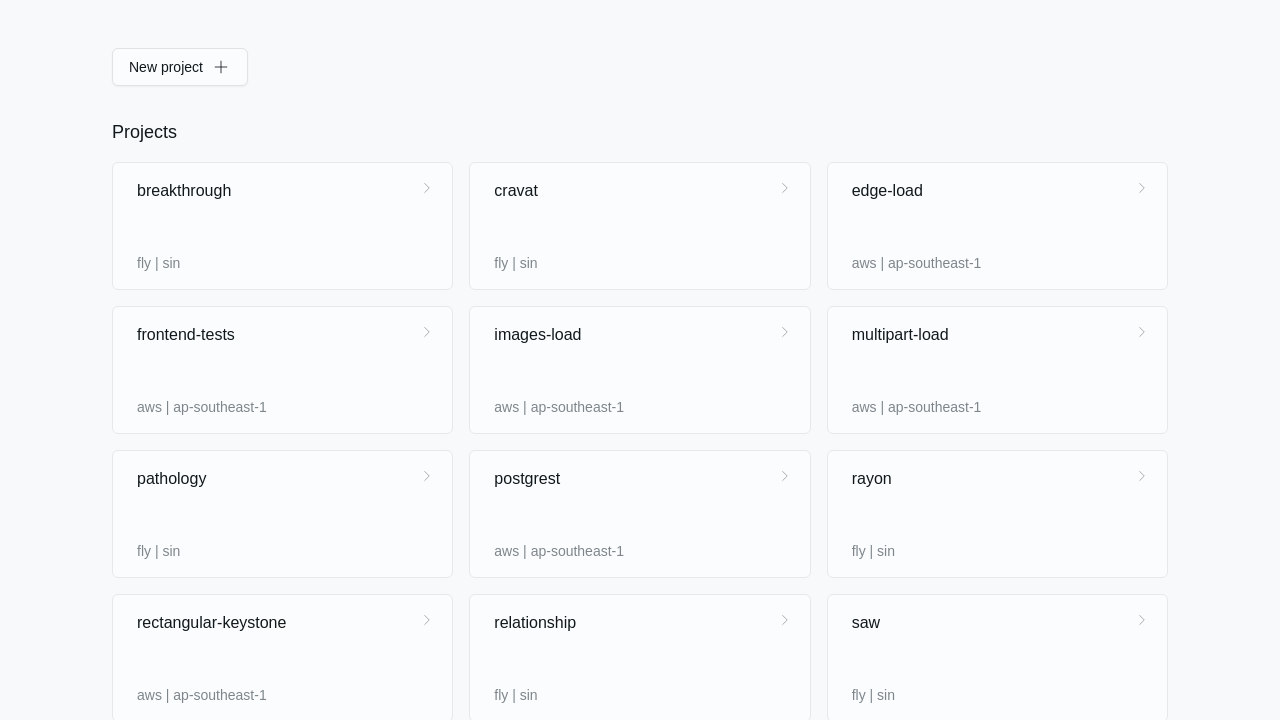 New project
Projects
breakthrough
fly | sin
cravat
fly | sin
edge-load
aws | ap-southeast-1
frontend-tests
aws | ap-southeast-1
images-load
aws | ap-southeast-1
multipart-load
aws | ap-southeast-1
pathology
fly | sin
postgrest
aws | ap-southeast-1
rayon
fly | sin
rectangular-keystone
aws | ap-southeast-1
relationship
fly | sin
saw
fly | sin